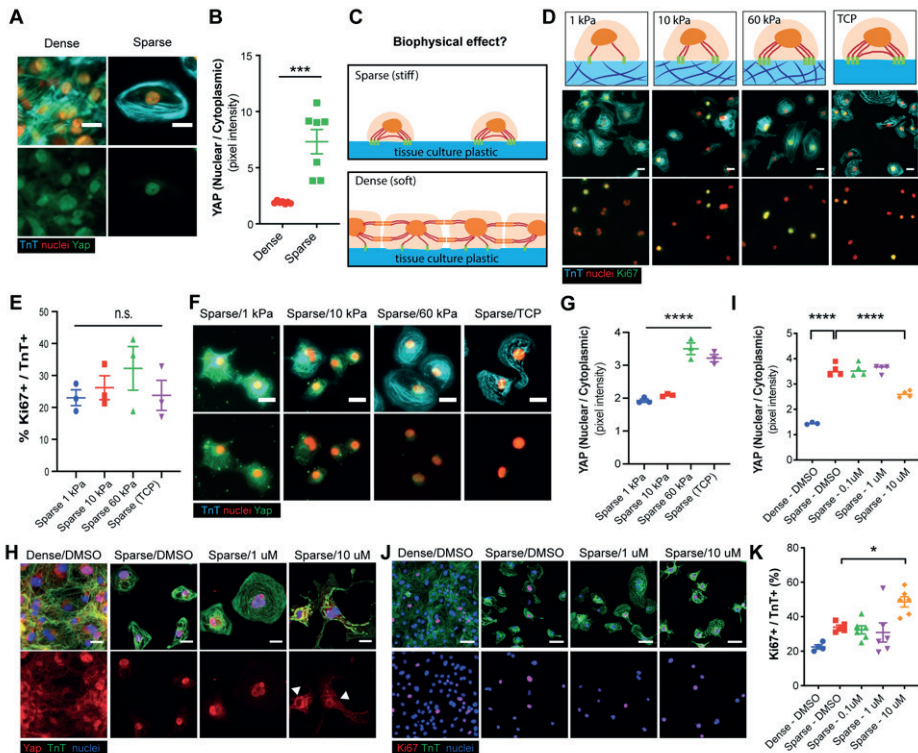 A
Dense
Sparse
TnT nuclei Yap
B
***
YAP (Nuclear / Cytoplasmic)
(pixel intensity)
15
10
5
0
Dense
Sparse
C
Biophysical effect?
Sparse (stiff)
tissue culture plastic
Dense (soft)
tissue culture plastic
D
1 kPa
10 kPa
60 kPa
TCP
TnT nuclei Ki67
E
n.s.
% Ki67+ / TnT+
50
40
30
20
10
0
Sparse 1 kPa
Sparse 10 kPa
Sparse 60 kPa
Sparse (TCP)
F
Sparse/1 kPa
Sparse/10 kPa
Sparse/60 kPa
Sparse/TCP
TnT nuclei Yap
G
****
YAP (Nuclear / Cytoplasmic)
(pixel intensity)
4
3
2
1
0
Sparse 1 kPa
Sparse 10 kPa
Sparse 60 kPa
Sparse (TCP)
I
****
****
YAP (Nuclear / Cytoplasmic)
(pixel intensity)
5
4
3
2
1
0
Dense - DMSO
Sparse - DMSO
Sparse - 0.1uM
Sparse - 1 uM
Sparse - 10 uM
H
Dense/DMSO
Sparse/DMSO
Sparse/1 uM
Sparse/10 uM
Yap TnT nuclei
J
Dense/DMSO
Sparse/DMSO
Sparse/1 uM
Sparse/10 uM
Ki67 TnT nuclei
K
*
Ki67+ / TnT+ (%)
80
60
40
20
0
Dense - DMSO
Sparse - DMSO
Sparse - 0.1uM
Sparse - 1 uM
Sparse - 10 uM